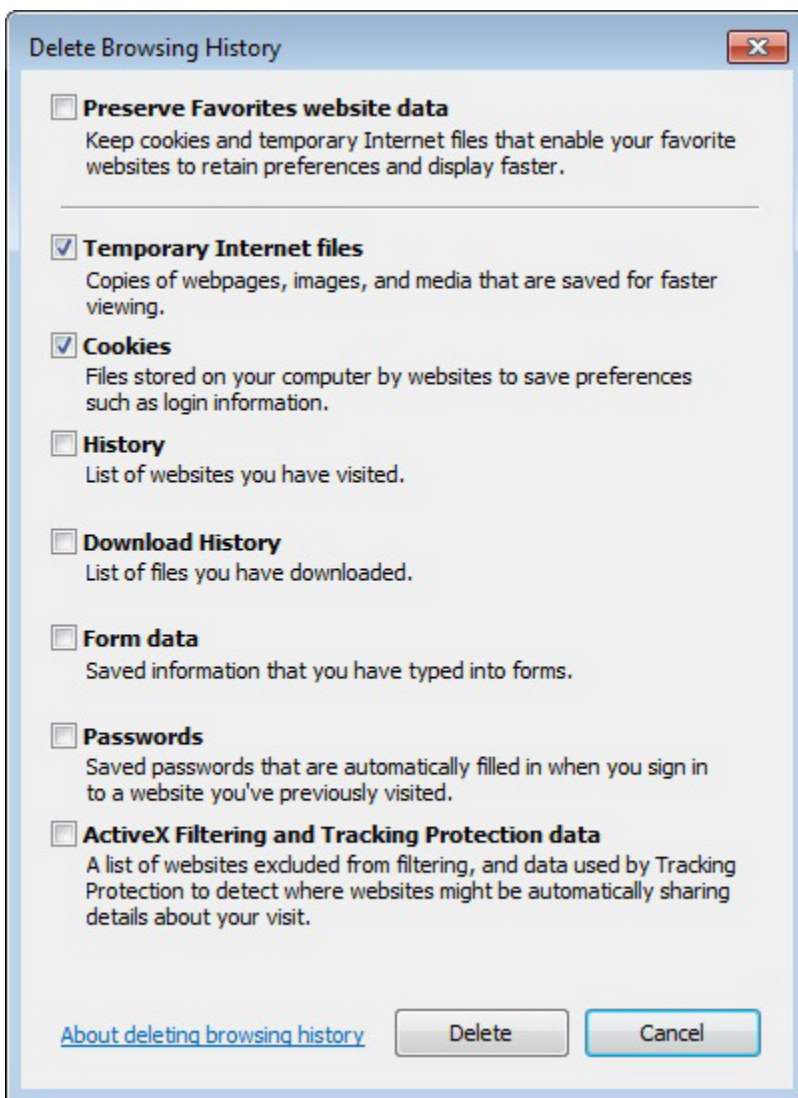 Delete Browsing History
Preserve Favorites website data
Keep cookies and temporary Internet files that enable your favorite
websites to retain preferences and display faster.
Temporary Internet files
Copies of webpages, images, and media that are saved for faster
viewing.
Cookies
Files stored on your computer by websites to save preferences
such as login information.
History
List of websites you have visited.
Download History
List of files you have downloaded.
Form data
Saved information that you have typed into forms.
Passwords
Saved passwords that are automatically filled in when you sign in
to a website you've previously visited.
ActiveX Filtering and Tracking Protection data
A list of websites excluded from filtering, and data used by Tracking
Protection to detect where websites might be automatically sharing
details about your visit.
About deleting browsing history Delete Cancel